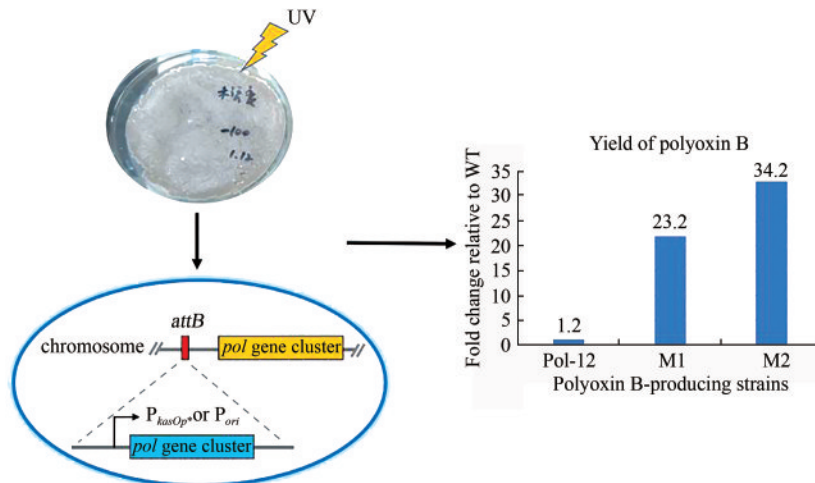 UV
-100
1.12
attB
chromosome
pol gene cluster
PkasOp* or Pori
pol gene cluster
Yield of polyoxin B
Fold change relative to WT
35
30
25
20
15
10
5
0
1.2
23.2
34.2
Pol-12 M1 M2
Polyoxin B-producing strains